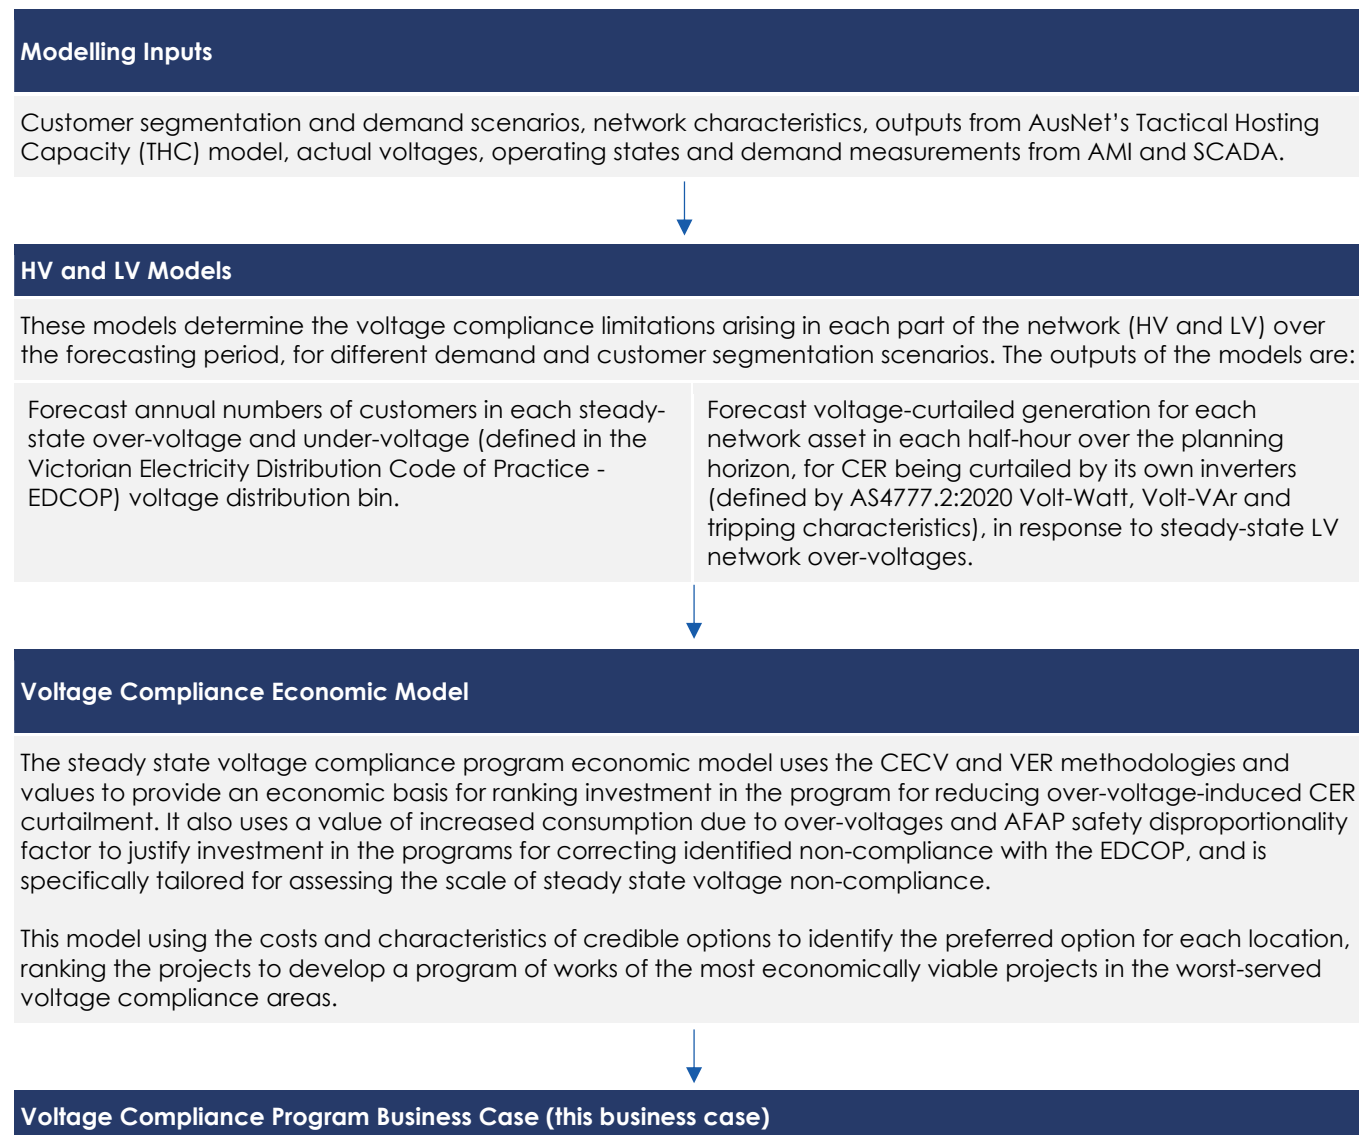 Modelling Inputs
Customer segmentation and demand scenarios, network characteristics, outputs from AusNet's Tactical Hosting
Capacity (THC) model, actual voltages, operating states and demand measurements from AMI and SCADA.
HV and LV Models
These models determine the voltage compliance limitations arising in each part of the network (HV and LV) over
the forecasting period, for different demand and customer segmentation scenarios. The outputs of the models are:
Forecast annual numbers of customers in each steady-
state over-voltage and under-voltage (defined in the
Victorian Electricity Distribution Code of Practice -
EDCOP) voltage distribution bin.
Forecast voltage-curtailed generation for each
network asset in each half-hour over the planning
horizon, for CER being curtailed by its own inverters
(defined by AS4777.2:2020 Volt-Watt, Volt-VAr and
tripping characteristics), in response to steady-state LV
network over-voltages.
Voltage Compliance Economic Model
The steady state voltage compliance program economic model uses the CECV and VER methodologies and
values to provide an economic basis for ranking investment in the program for reducing over-voltage-induced CER
curtailment. It also uses a value of increased consumption due to over-voltages and AFAP safety disproportionality
factor to justify investment in the programs for correcting identified non-compliance with the EDCOP, and is
specifically tailored for assessing the scale of steady state voltage non-compliance.
This model using the costs and characteristics of credible options to identify the preferred option for each location,
ranking the projects to develop a program of works of the most economically viable projects in the worst-served
voltage compliance areas.
Voltage Compliance Program Business Case (this business case)